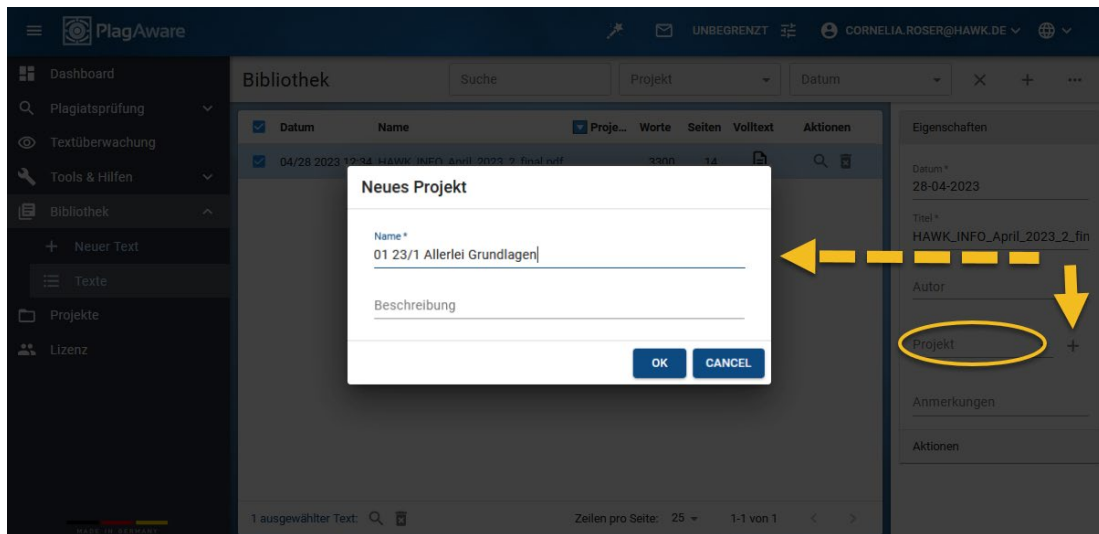 PlagAware
UNBEGRENZT
CORNELIA.ROSER@HAWK.DE
Dashboard
Plagiatsprüfung
Textüberwachung
Tools & Hilfen
Bibliothek
+ Neuer Text
Texte
Projekte
Lizenz
MADE IN GERMANY
Bibliothek
Suche
Projekt
Datum
Datum Name Proje... Worte Seiten Volltext Aktionen
04/28 2023 12:34 HAWK_INFO_April_2023_2_final.pdf 3300 14
Neues Projekt
Name *
01 23/1 Allerlei Grundlagen
Beschreibung
OK CANCEL
Eigenschaften
Datum *
28-04-2023
Titel *
HAWK_INFO_April_2023_2_fin
Autor
Projekt
Anmerkungen
Aktionen
1 ausgewählter Text:
Zeilen pro Seite: 25
1-1 von 1